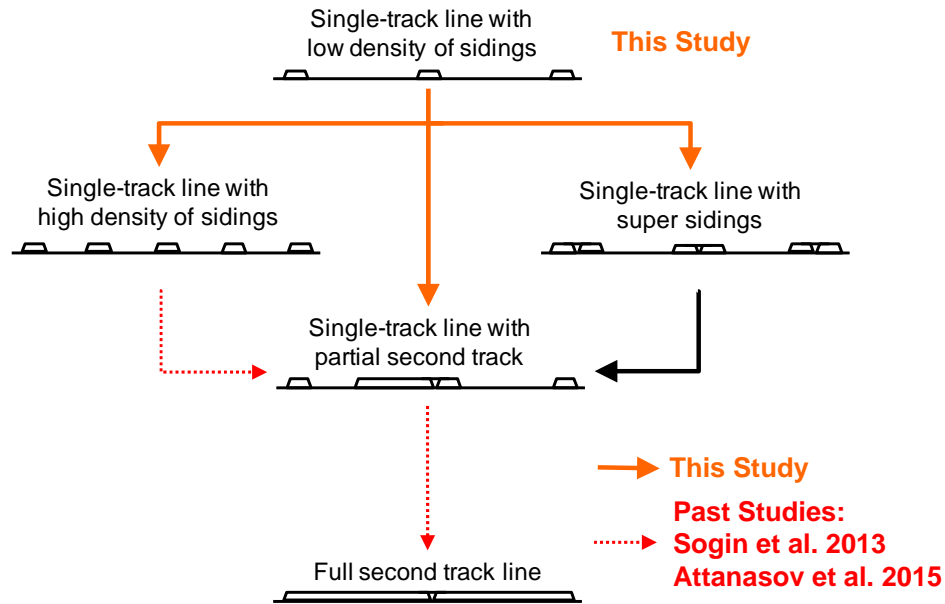 Single-track line with
low density of sidings
This Study
Single-track line with
high density of sidings
Single-track line with
super sidings
Single-track line with
partial second track
This Study
Past Studies:
Sogin et al. 2013
Attanasov et al. 2015
Full second track line